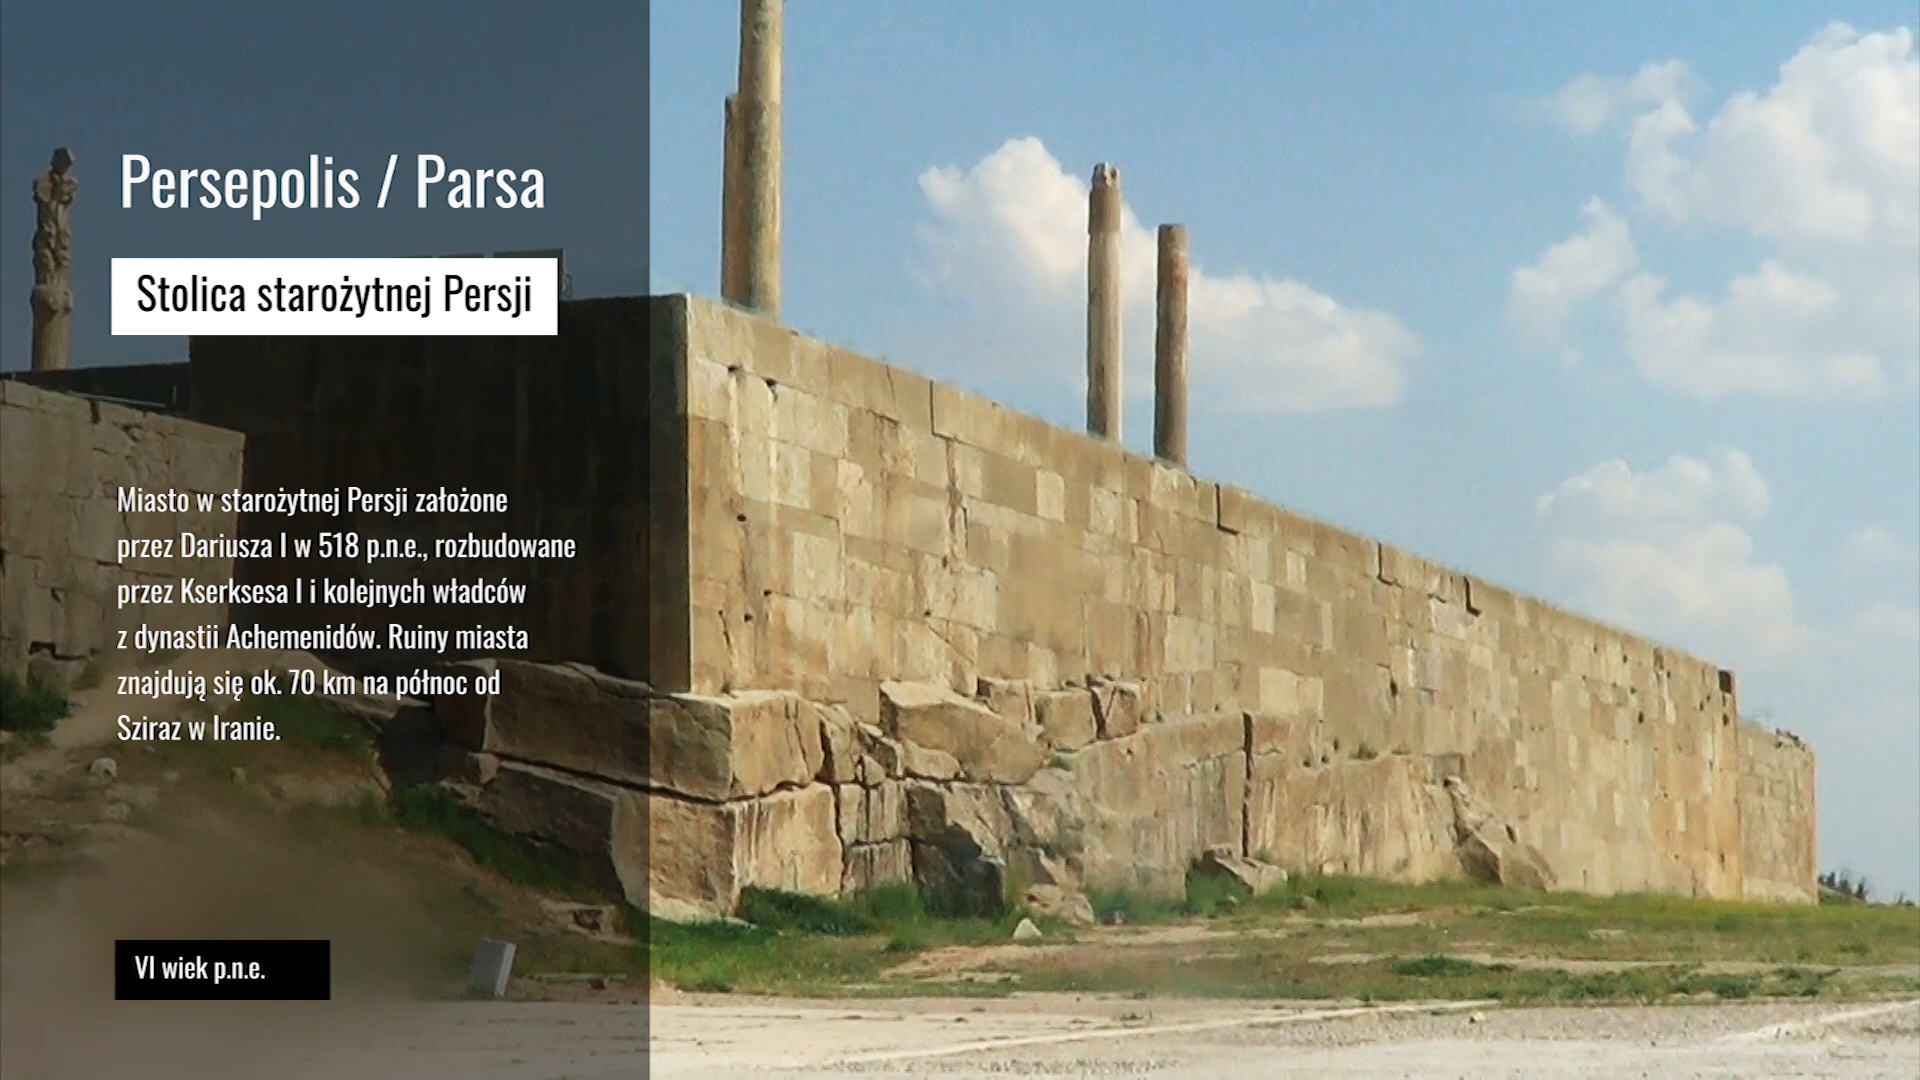 Persepolis / Parsa
Stolica starożytnej Persji
Miasto w starożytnej Persji założone
przez Dariusza I w 518 p.n.e., rozbudowane
przez Kserksesa I i kolejnych władców
z dynastii Achemenidów. Ruiny miasta
znajdują się ok. 70 km na północ od
Sziraz w Iranie.
VI wiek p.n.e.